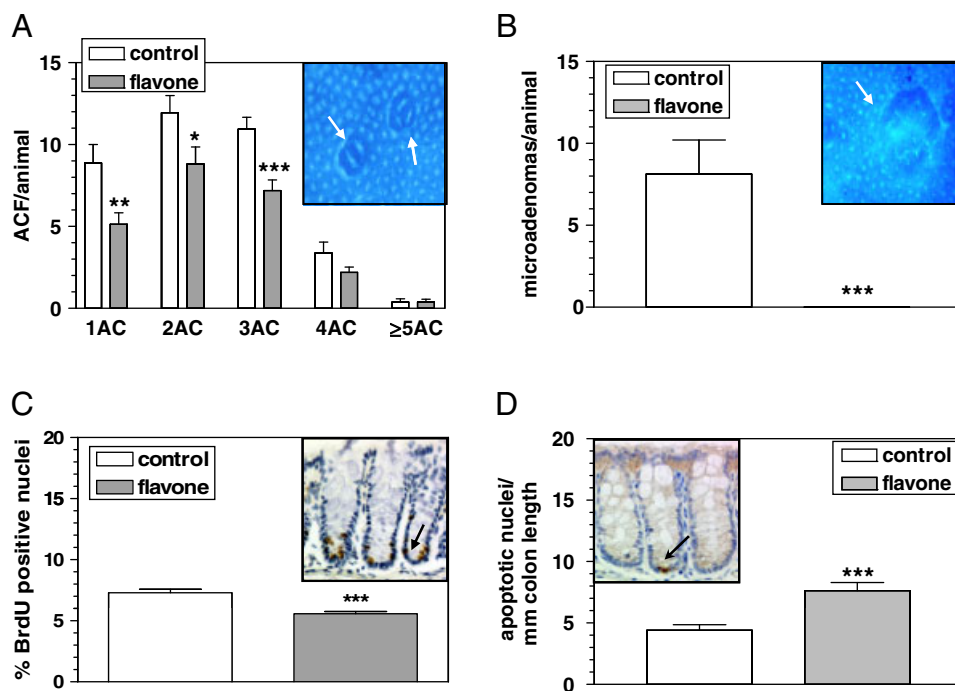 A
control
flavone
ACF/animal
15
10
5
0
*
**
***
1AC 2AC 3AC 4AC ≥5AC
B
control
flavone
microadenomas/animal
15
10
5
0
***
C
control
flavone
% BrdU positive nuclei
20
15
10
5
0
***
D
control
flavone
apoptotic nuclei/
mm colon length
20
15
10
5
0
***